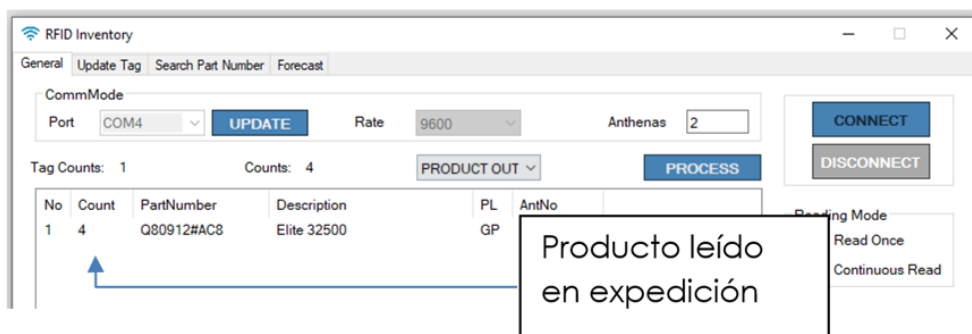 RFID Inventory
General Update Tag Search Part Number Forecast
CommMode
Port COM4 UPDATE Rate 9600 Anthenas 2 CONNECT
Tag Counts: 1 Counts: 4 PRODUCT OUT PROCESS DISCONNECT
No Count PartNumber Description PL AntNo
1 4 Q80912#AC8 Elite 32500 GP
Reading Mode
Read Once
Continuous Read
Producto leído
en expedición